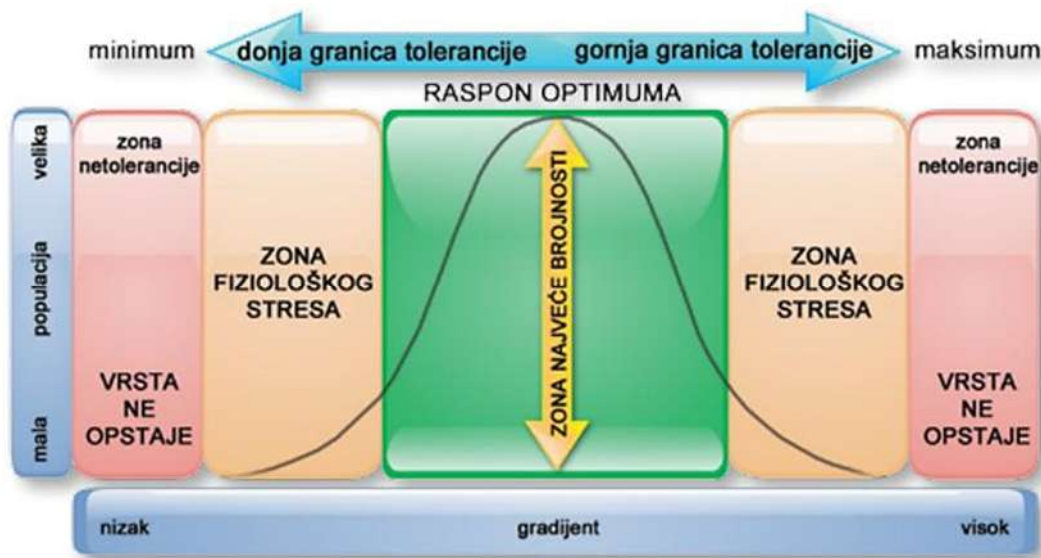 minimum
donja granica tolerancije
gornja granica tolerancije
maksimum
RASPON OPTIMUMA
velika
populacija
mala
zona
netolerancije
VRSTA
NE
OPSTAJE
ZONA
FIZIOLOŠKOG
STRESA
ZONA NAJVEĆE BROJNOSTI
ZONA
FIZIOLOŠKOG
STRESA
zona
netolerancije
VRSTA
NE
OPSTAJE
nizak
gradijent
visok